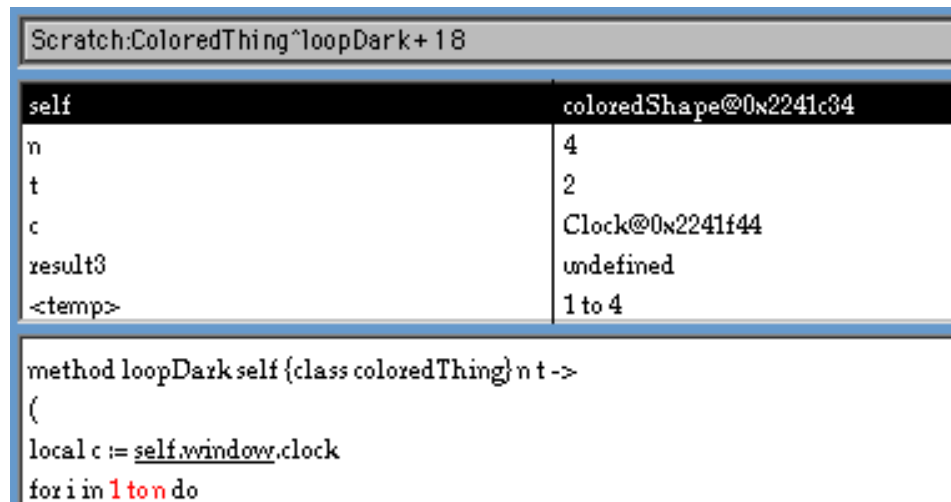 Scratch:ColoredThing^loopDark+18
self coloredShape@0x2241c34
n 4
t 2
c Clock@0x2241f44
result3 undefined
<temp> 1 to 4
method loopDark self {class coloredThing} n t ->
(
local c := self.window.clock
for i in 1 to n do